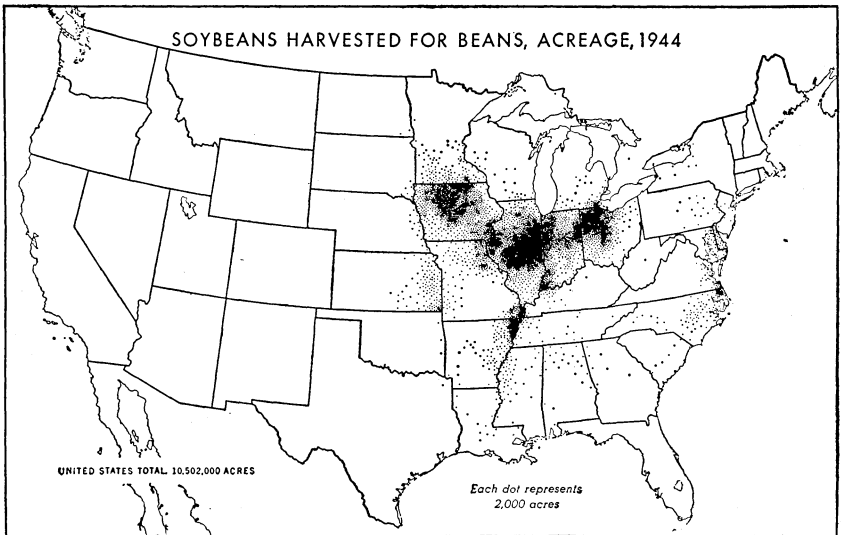 SOYBEANS HARVESTED FOR BEANS, ACREAGE, 1944
UNITED STATES TOTAL 10,502,000 ACRES
Each dot represents
2,000 acres